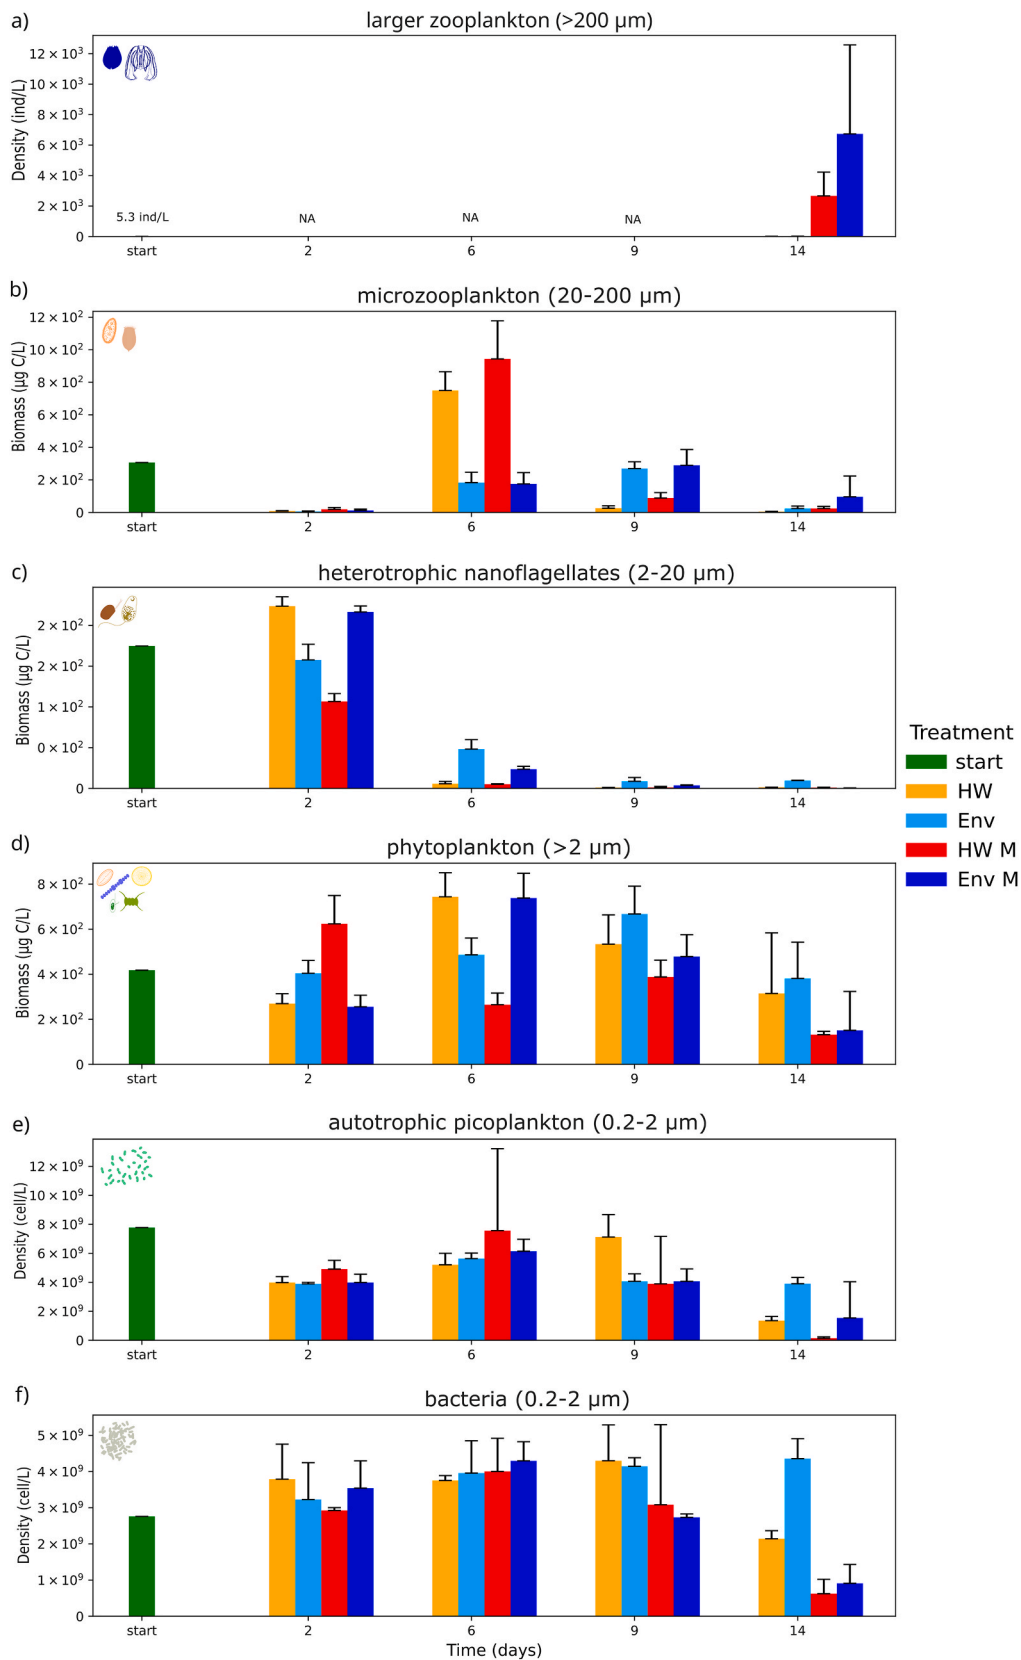 a)
larger zooplankton (>200 µm)
Density (ind/L)
12 × 10³
10 × 10³
8 × 10³
6 × 10³
4 × 10³
2 × 10³
0
5.3 ind/L
NA
NA
NA
start
2
6
9
14
b)
microzooplankton (20-200 µm)
Biomass (µg C/L)
12 × 10²
10 × 10²
8 × 10²
6 × 10²
4 × 10²
2 × 10²
0
start
2
6
9
14
c)
heterotrophic nanoflagellates (2-20 µm)
Biomass (µg C/L)
2 × 10²
2 × 10²
1 × 10²
0 × 10²
0
start
2
6
9
14
Treatment
start
HW
Env
HW M
Env M
d)
phytoplankton (>2 µm)
Biomass (µg C/L)
8 × 10²
6 × 10²
4 × 10²
2 × 10²
0
start
2
6
9
14
e)
autotrophic picoplankton (0.2-2 µm)
Density (cell/L)
12 × 10⁹
10 × 10⁹
8 × 10⁹
6 × 10⁹
4 × 10⁹
2 × 10⁹
0
start
2
6
9
14
f)
bacteria (0.2-2 µm)
Density (cell/L)
5 × 10⁹
4 × 10⁹
3 × 10⁹
2 × 10⁹
1 × 10⁹
0
start
2
6
9
14
Time (days)